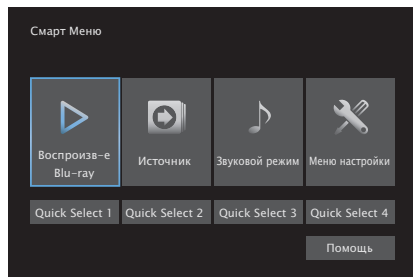 Смарт Меню
Воспроизв-е
Blu-ray
Источник
Звуковой режим
Меню настройки
Quick Select 1
Quick Select 2
Quick Select 3
Quick Select 4
Помощь